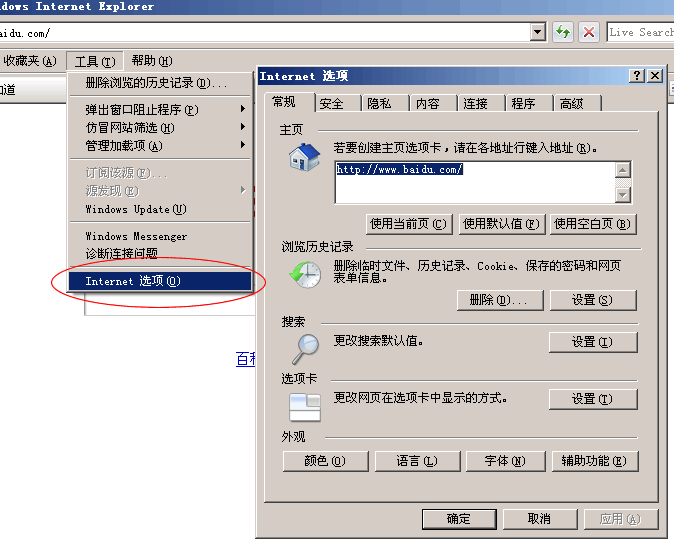 dows Internet Explorer
aidu.com/
Live Search
收藏夹(A) 工具(T) 帮助(H)
知道
删除浏览的历史记录(D)...
弹出窗口阻止程序(P)
仿冒网站筛选(H)
管理加载项(A)
订阅该源(F)...
源发现(E)
Windows Update(U)
Windows Messenger
诊断连接问题...
Internet 选项(O)
Internet 选项
常规 安全 隐私 内容 连接 程序 高级
主页
若要创建主页选项卡，请在各地址行键入地址(R)。
http://www.baidu.com/
使用当前页(C) 使用默认值(F) 使用空白页(B)
浏览历史记录
删除临时文件、历史记录、Cookie、保存的密码和网页
表单信息。
删除(D)... 设置(S)
搜索
更改搜索默认值。
设置(I)
选项卡
更改网页在选项卡中显示的方式。
设置(T)
外观
颜色(O) 语言(L) 字体(N) 辅助功能(E)
确定 取消 应用(A)